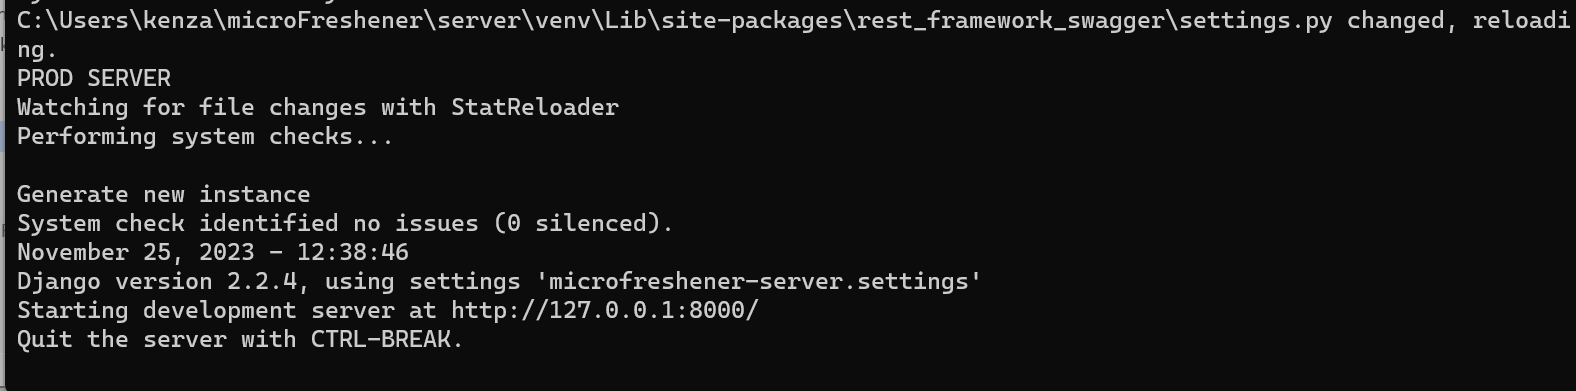 C:\Users\kenza\microFreshener\server\venv\Lib\site-packages\rest_framework_swagger\settings.py changed, reloadi
ng.
PROD SERVER
Watching for file changes with StatReloader
Performing system checks...
Generate new instance
System check identified no issues (0 silenced).
November 25, 2023 - 12:38:46
Django version 2.2.4, using settings 'microfreshener-server.settings'
Starting development server at http://127.0.0.1:8000/
Quit the server with CTRL-BREAK.